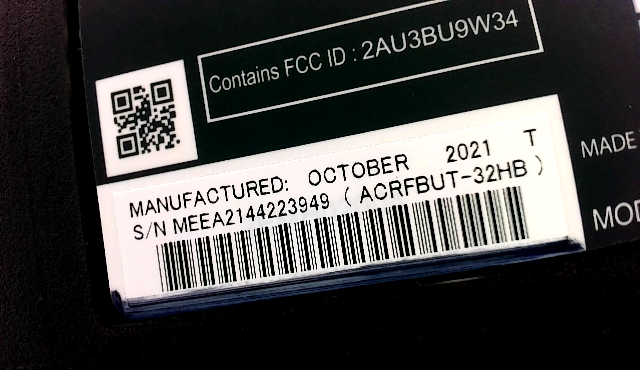 Contains FCC ID : 2AU3BU9W34
MANUFACTURED: OCTOBER 2021 T
S/N MEEA2144223949 ( ACRFBUT-32HB )
MADE